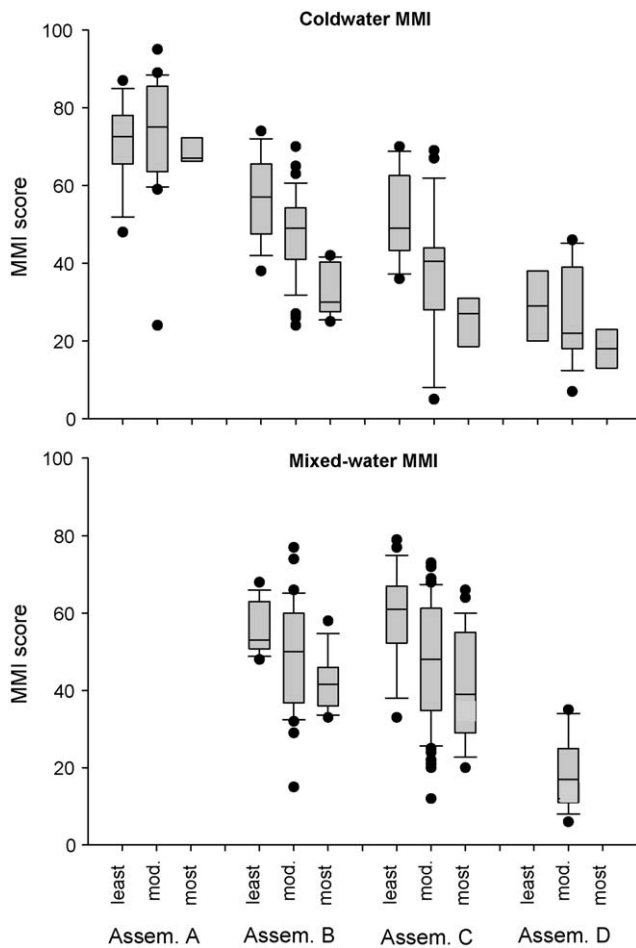 Coldwater MMI
100
80
60
40
20
0
MMI score
Mixed-water MMI
100
80
60
40
20
0
MMI score
least mod. most least mod. most least mod. most least mod. most
Assem. A Assem. B Assem. C Assem. D